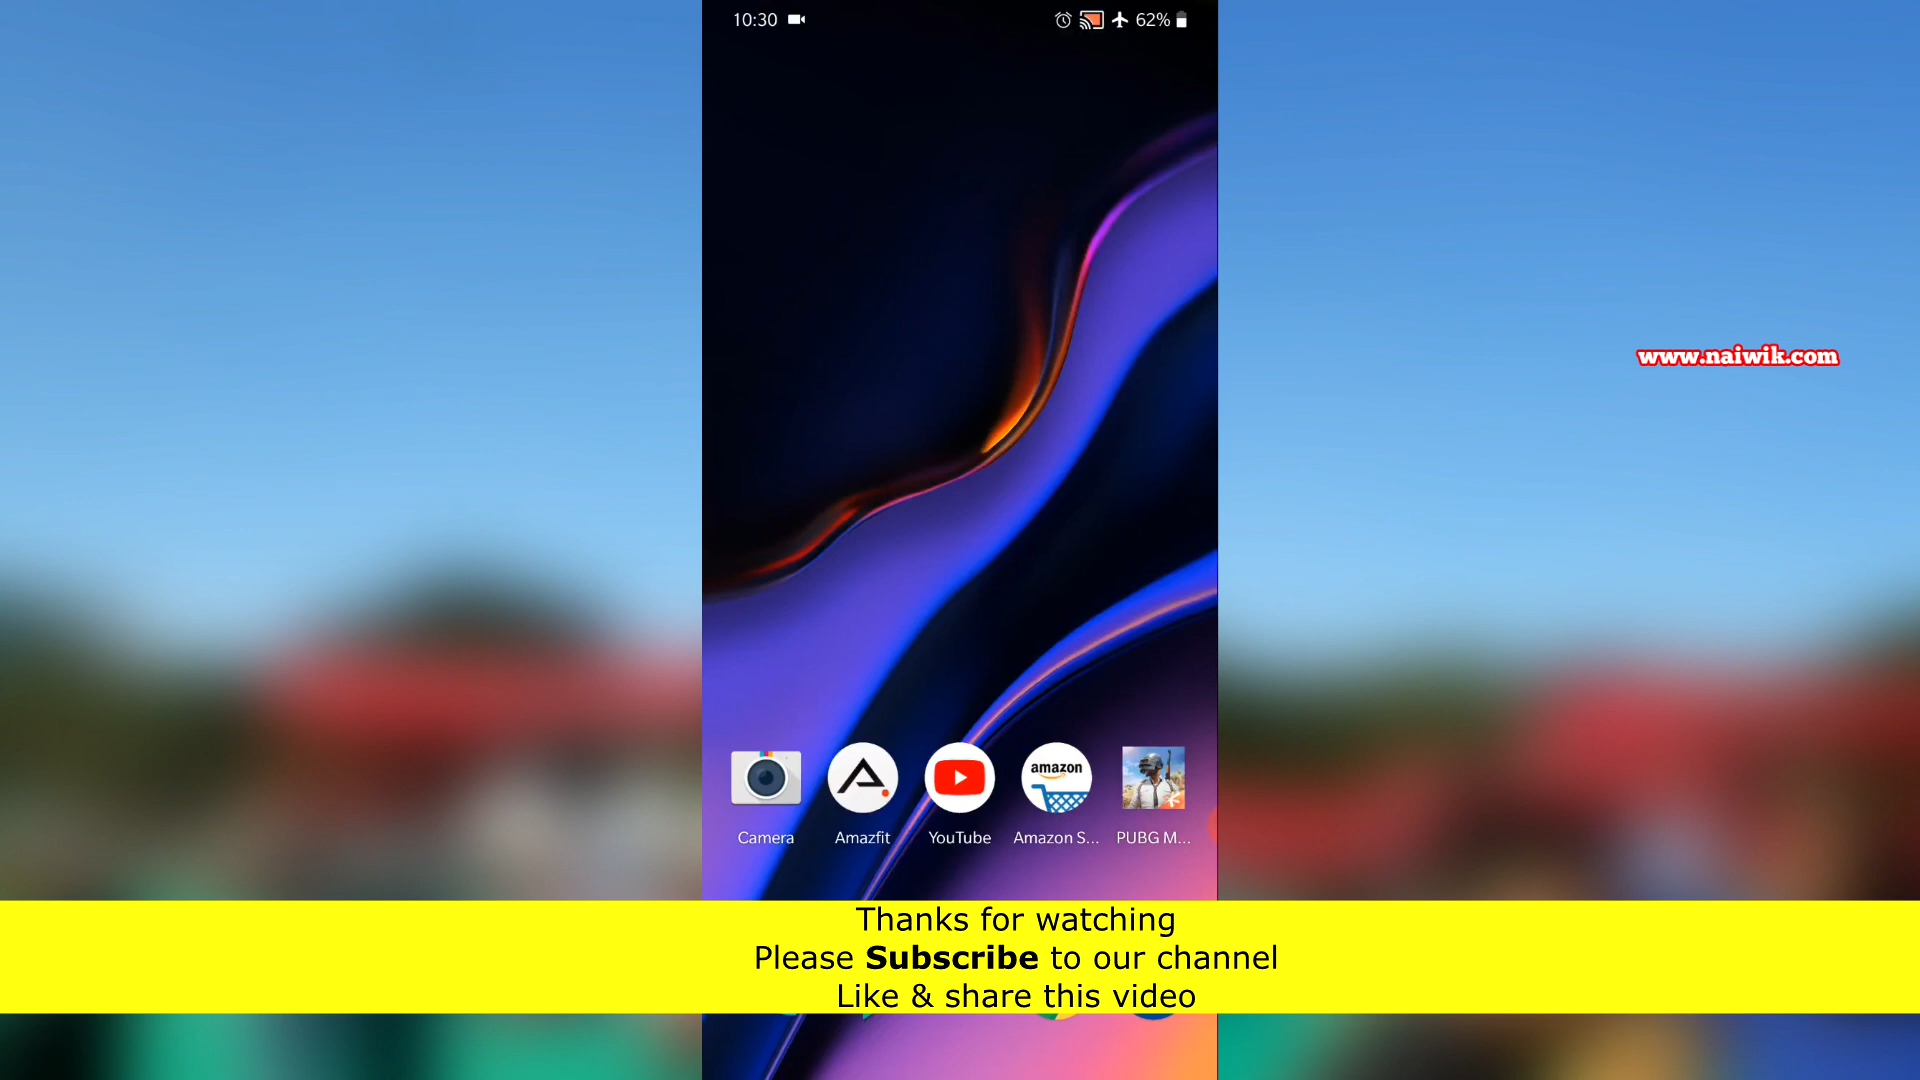 10:30
62%
www.naiwik.com
amazon
Camera
Amazfit
YouTube
Amazon S...
PUBG M...
Thanks for watching
Please Subscribe to our channel
Like & share this video